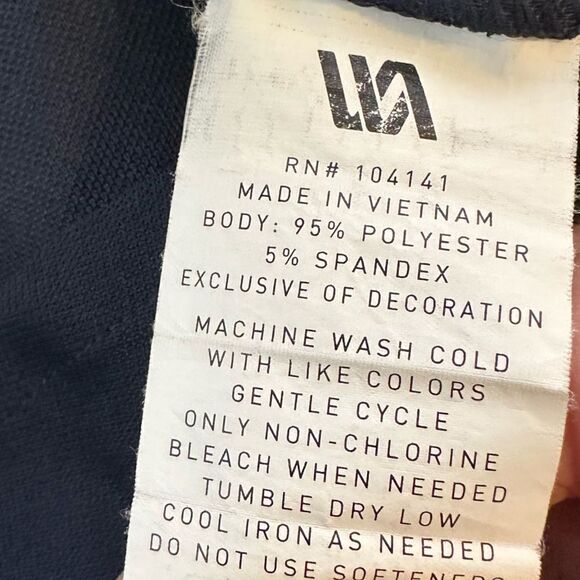 RN# 104141
MADE IN VIETNAM
BODY: 95% POLYESTER
5% SPANDEX
EXCLUSIVE OF DECORATION
MACHINE WASH COLD
WITH LIKE COLORS
GENTLE CYCLE
ONLY NON-CHLORINE
BLEACH WHEN NEEDED
TUMBLE DRY LOW
COOL IRON AS NEEDED
DO NOT USE SOFTENERS